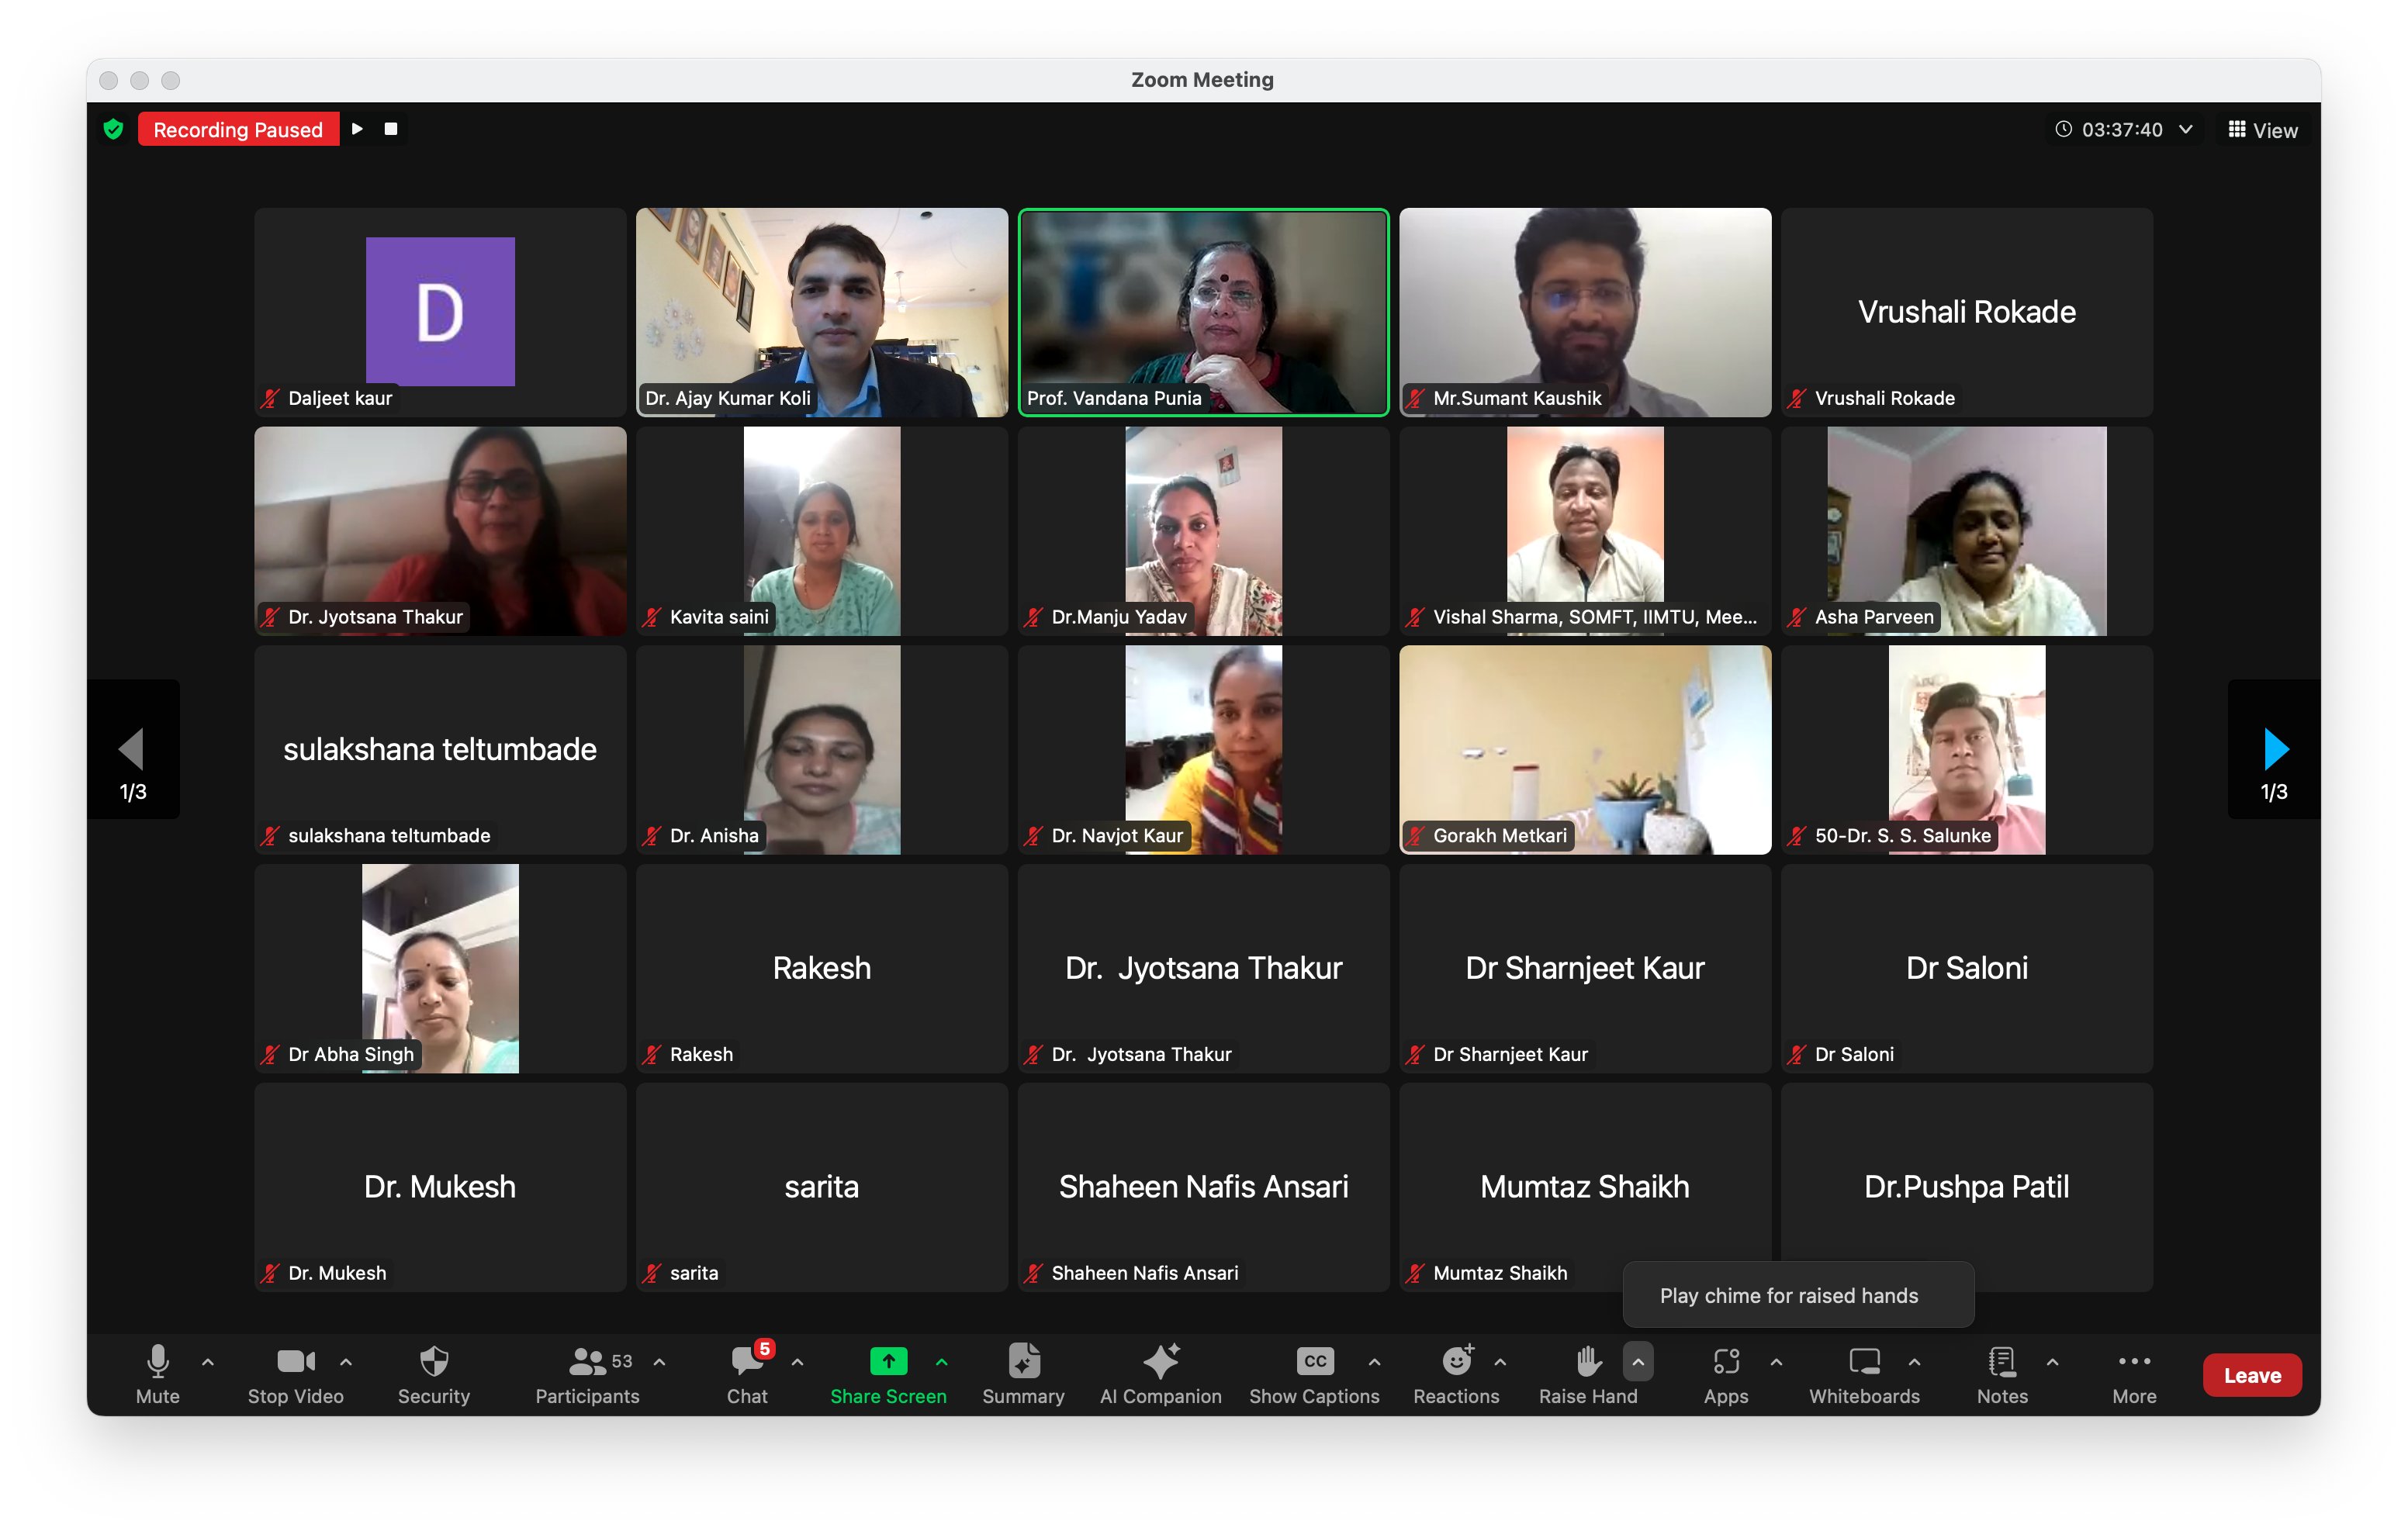 Zoom Meeting
Recording Paused
03:37:40
View
D
Daljeet kaur
Dr. Ajay Kumar Koli
Prof. Vandana Punia
Mr.Sumant Kaushik
Vrushali Rokade
Vrushali Rokade
Dr. Jyotsana Thakur
Kavita saini
Dr.Manju Yadav
Vishal Sharma, SOMFT, IIMTU, Mee...
Asha Parveen
1/3
sulakshana teltumbade
sulakshana teltumbade
Dr. Anisha
Dr. Navjot Kaur
Gorakh Metkari
50-Dr. S. S. Salunke
1/3
Dr Abha Singh
Rakesh
Rakesh
Dr. Jyotsana Thakur
Dr. Jyotsana Thakur
Dr Sharnjeet Kaur
Dr Sharnjeet Kaur
Dr Saloni
Dr Saloni
Dr. Mukesh
Dr. Mukesh
sarita
sarita
Shaheen Nafis Ansari
Shaheen Nafis Ansari
Mumtaz Shaikh
Mumtaz Shaikh
Dr.Pushpa Patil
Play chime for raised hands
Mute
Stop Video
Security
53
Participants
5
Chat
Share Screen
Summary
AI Companion
CC
Show Captions
Reactions
Raise Hand
Apps
Whiteboards
Notes
More
Leave